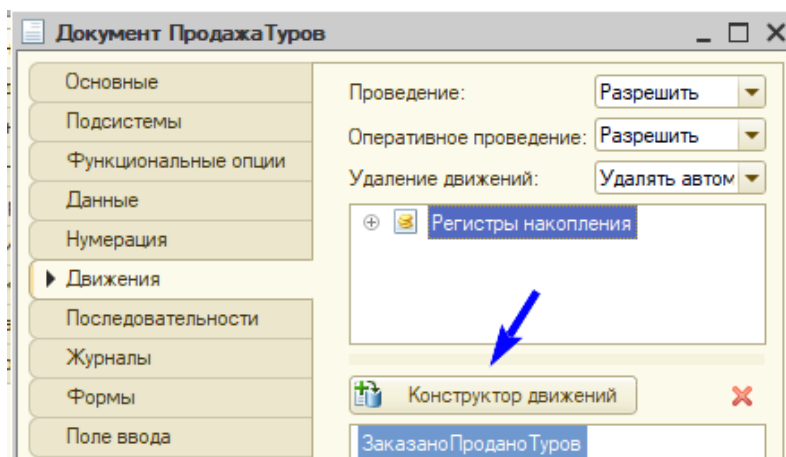 Документ ПродажаТуров
Основные
Подсистемы
Функциональные опции
Данные
Нумерация
Движения
Последовательности
Журналы
Формы
Поле ввода
Проведение: Разрешить
Оперативное проведение: Разрешить
Удаление движений: Удалять автом
Регистры накопления
Конструктор движений
ЗаказаноПроданоТуров